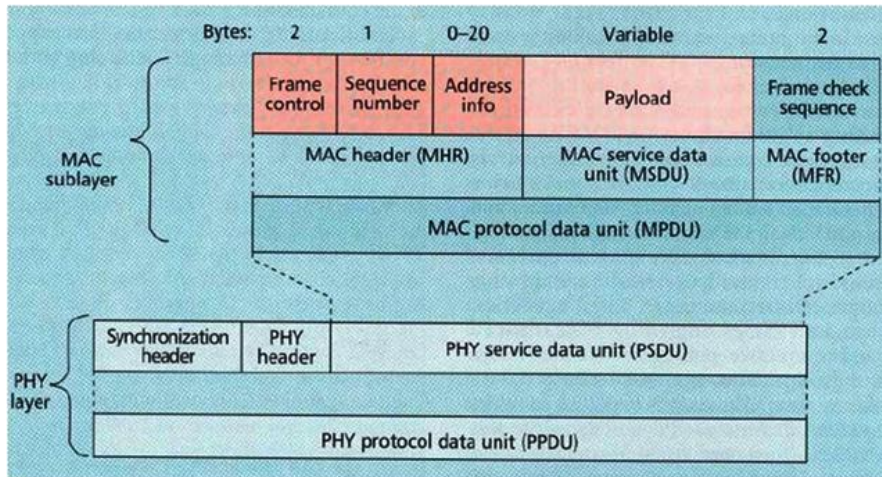 Bytes: 2 1 0–20 Variable 2
Frame control
Sequence number
Address info
Payload
Frame check sequence
MAC sublayer
MAC header (MHR)
MAC service data unit (MSDU)
MAC footer (MFR)
MAC protocol data unit (MPDU)
Synchronization header
PHY header
PHY service data unit (PSDU)
PHY layer
PHY protocol data unit (PPDU)